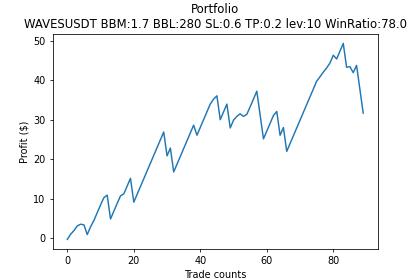 Portfolio
WAVESUSDT BBM:1.7 BBL:280 SL:0.6 TP:0.2 lev:10 WinRatio:78.0
50
40
30
20
10
0
Profit ($)
0 20 40 60 80
Trade counts